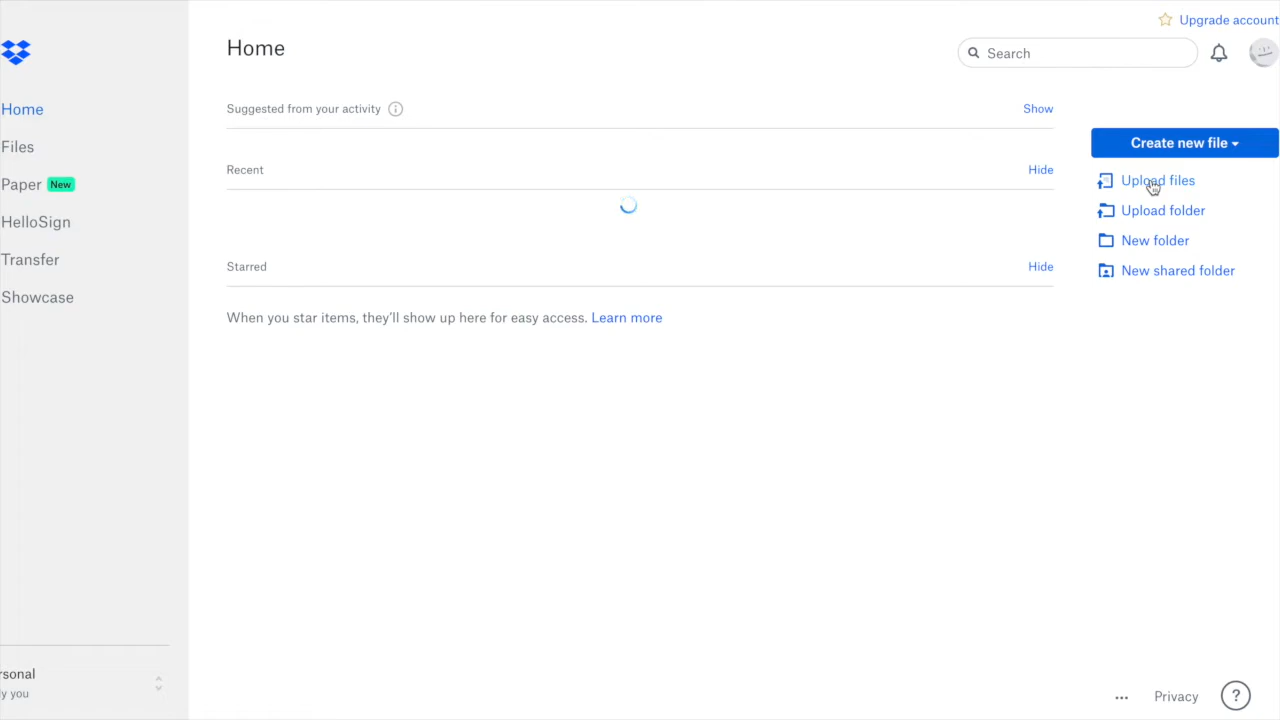 Upgrade account
Home
Search
Home
Files
Paper New
HelloSign
Transfer
Showcase
Suggested from your activity
Show
Recent
Hide
Starred
Hide
When you star items, they'll show up here for easy access. Learn more
Create new file
Upload files
Upload folder
New folder
New shared folder
rsonal
ly you
Privacy
?